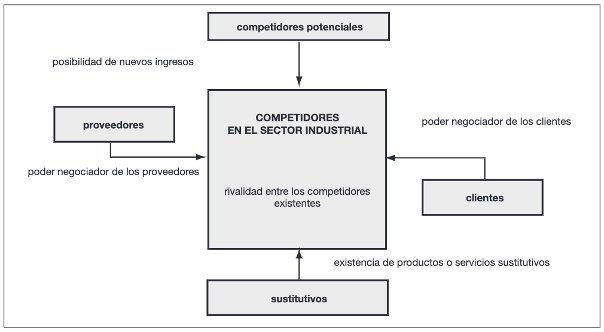 competidores potenciales
posibilidad de nuevos ingresos
proveedores
poder negociador de los proveedores
COMPETIDORES
EN EL SECTOR INDUSTRIAL
rivalidad entre los competidores
existentes
poder negociador de los clientes
clientes
existencia de productos o servicios sustitutivos
sustitutivos